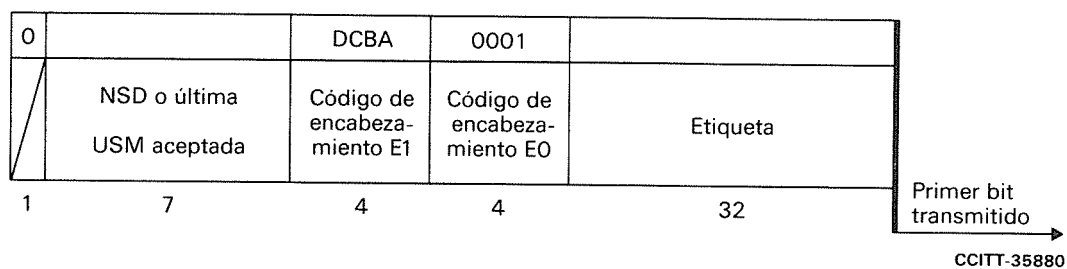 0 DCBA 0001
NSD o última
USM aceptada
Código de
encabeza-
miento E1
Código de
encabeza-
miento E0
Etiqueta
1 7 4 4 32
Primer bit
transmitido
CCITT-35880